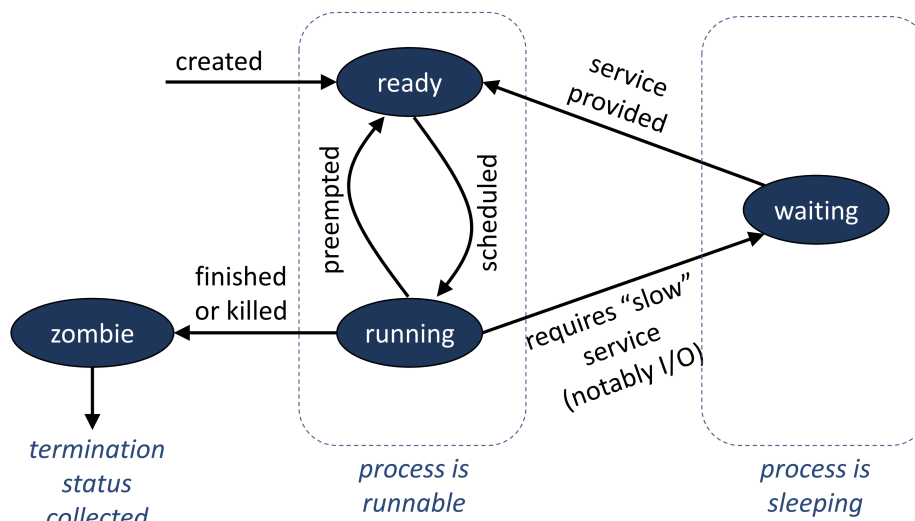 created
ready
service
provided
preempted
scheduled
waiting
finished
or killed
zombie
running
requires “slow”
service
(notably I/O)
termination
status
collected
process is
runnable
process is
sleeping